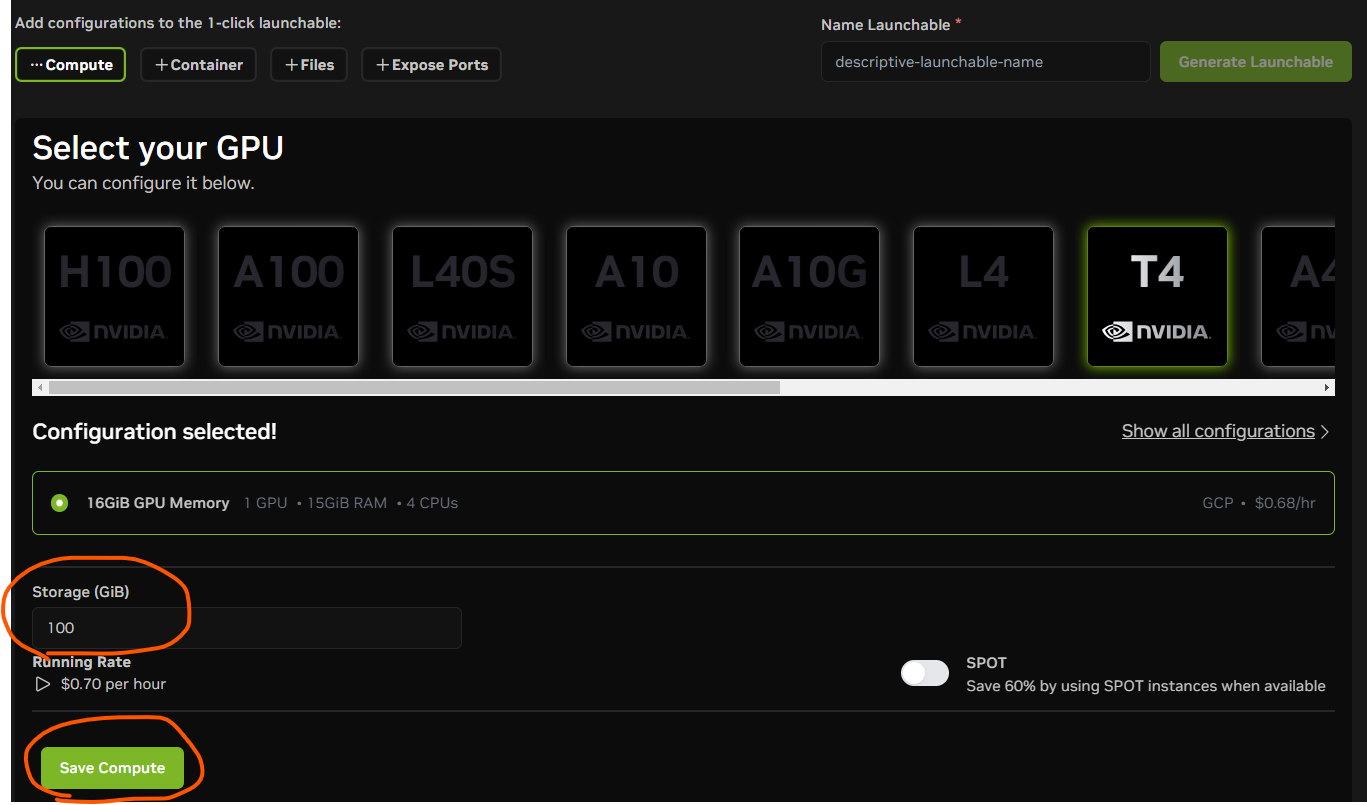 Add configurations to the 1-click launchable:
Name Launchable *
··· Compute
+ Container
+ Files
+ Expose Ports
descriptive-launchable-name
Generate Launchable
Select your GPU
You can configure it below.
H100
A100
L40S
A10
A10G
L4
T4
NVIDIA.
NVIDIA.
NVIDIA.
NVIDIA.
NVIDIA.
NVIDIA.
NVIDIA.
Configuration selected!
Show all configurations >
16GiB GPU Memory 1 GPU • 15GiB RAM • 4 CPUs
GCP • $0.68/hr
Storage (GiB)
100
Running Rate
$0.70 per hour
SPOT
Save 60% by using SPOT instances when available
Save Compute